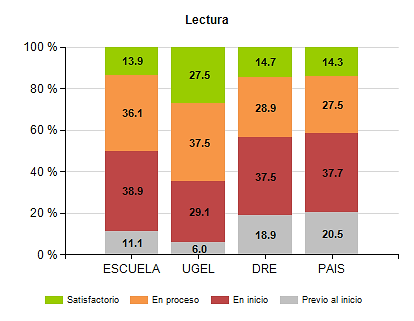 Lectura
100 %
80 %
60 %
40 %
20 %
0 %
13.9 27.5 14.7 14.3
36.1 37.5 28.9 27.5
38.9 29.1 37.5 37.7
11.1 6.0 18.9 20.5
ESCUELA UGEL DRE PAIS
Satisfactorio En proceso En inicio Previo al inicio